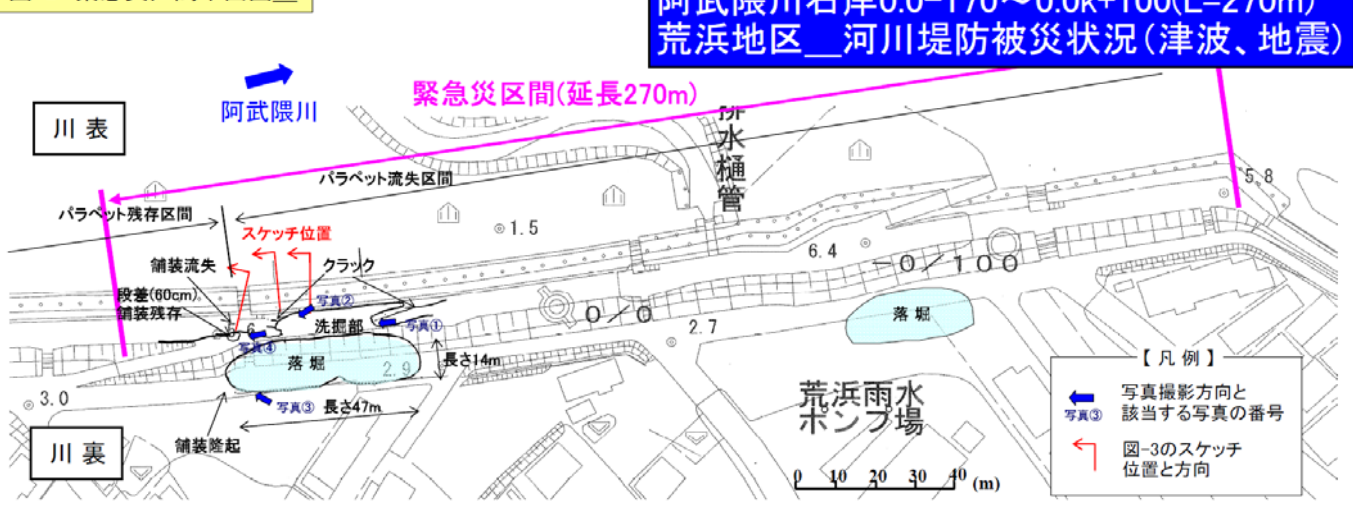 阿武隈川右岸0.0-170～0.0k+100(L=270m)
荒浜地区__河川堤防被災状況(津波、地震)
川表
阿武隈川
緊急災区間(延長270m)
排水樋管
パラペット流失区間
パラペット残存区間
スケッチ位置
舗装流失
クラック
段差(60cm)
舗装残存
写真②
写真①
洗掘部
写真④
落堀
2.9
長さ14m
長さ47m
写真③
舗装隆起
3.0
川裏
1.5
6.4
5.8
-0/100
0/0
2.7
落堀
荒浜雨水
ポンプ場
0 10 20 30 40 (m)
【凡例】
写真撮影方向と
該当する写真の番号
写真③
図-3のスケッチ
位置と方向